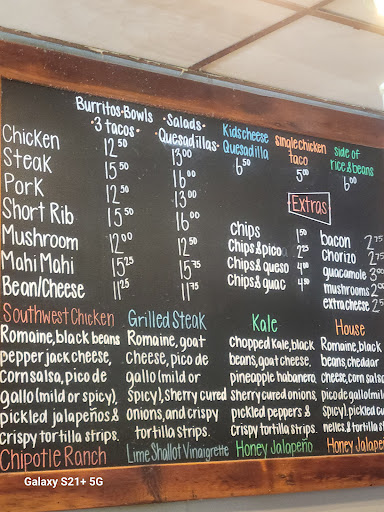 Burritos•Bowls
•3 tacos•
•Salads•
•Quesadillas•
Kids cheese
Quesadilla
6 50
single chicken
taco
5 00
side of
rice & beans
6 00
Chicken 12 50 13 00
Steak 15 50 16 00
Pork 12 50 13 00
Short Rib 15 50 16 00
Mushroom 12 00 12 50
Mahi Mahi 15 25 15 75
Bean/Cheese 11 25 11 75
Extras
chips 1 50
Chips & pico 2 25
Chips & queso 4 00
Chips & guac 4 50
bacon 2 75
Chorizo 2 75
guacamole 3 00
mushrooms 2 00
extra cheese 2
Southwest Chicken
Romaine, black beans
pepper jack cheese,
corn salsa, pico de
gallo (mild or spicy),
pickled jalapeños &
crispy tortilla strips.
Chipotle Ranch
Grilled Steak
Romaine, goat
cheese, pico de
gallo (mild or
spicy), sherry cured
onions, and crispy
tortilla strips.
Lime Shallot Vinaigrette
Kale
Chopped Kale, black
beans, goat cheese,
pineapple habanero,
sherry cured onions,
pickled peppers &
crispy tortilla strips.
Honey Jalapeño
House
Romaine, black
beans, cheddar
cheese, corn salsa
pico de gallo (mild
spicy), pickled
nelles, & tortilla
Honey Jalape
Galaxy S21+ 5G